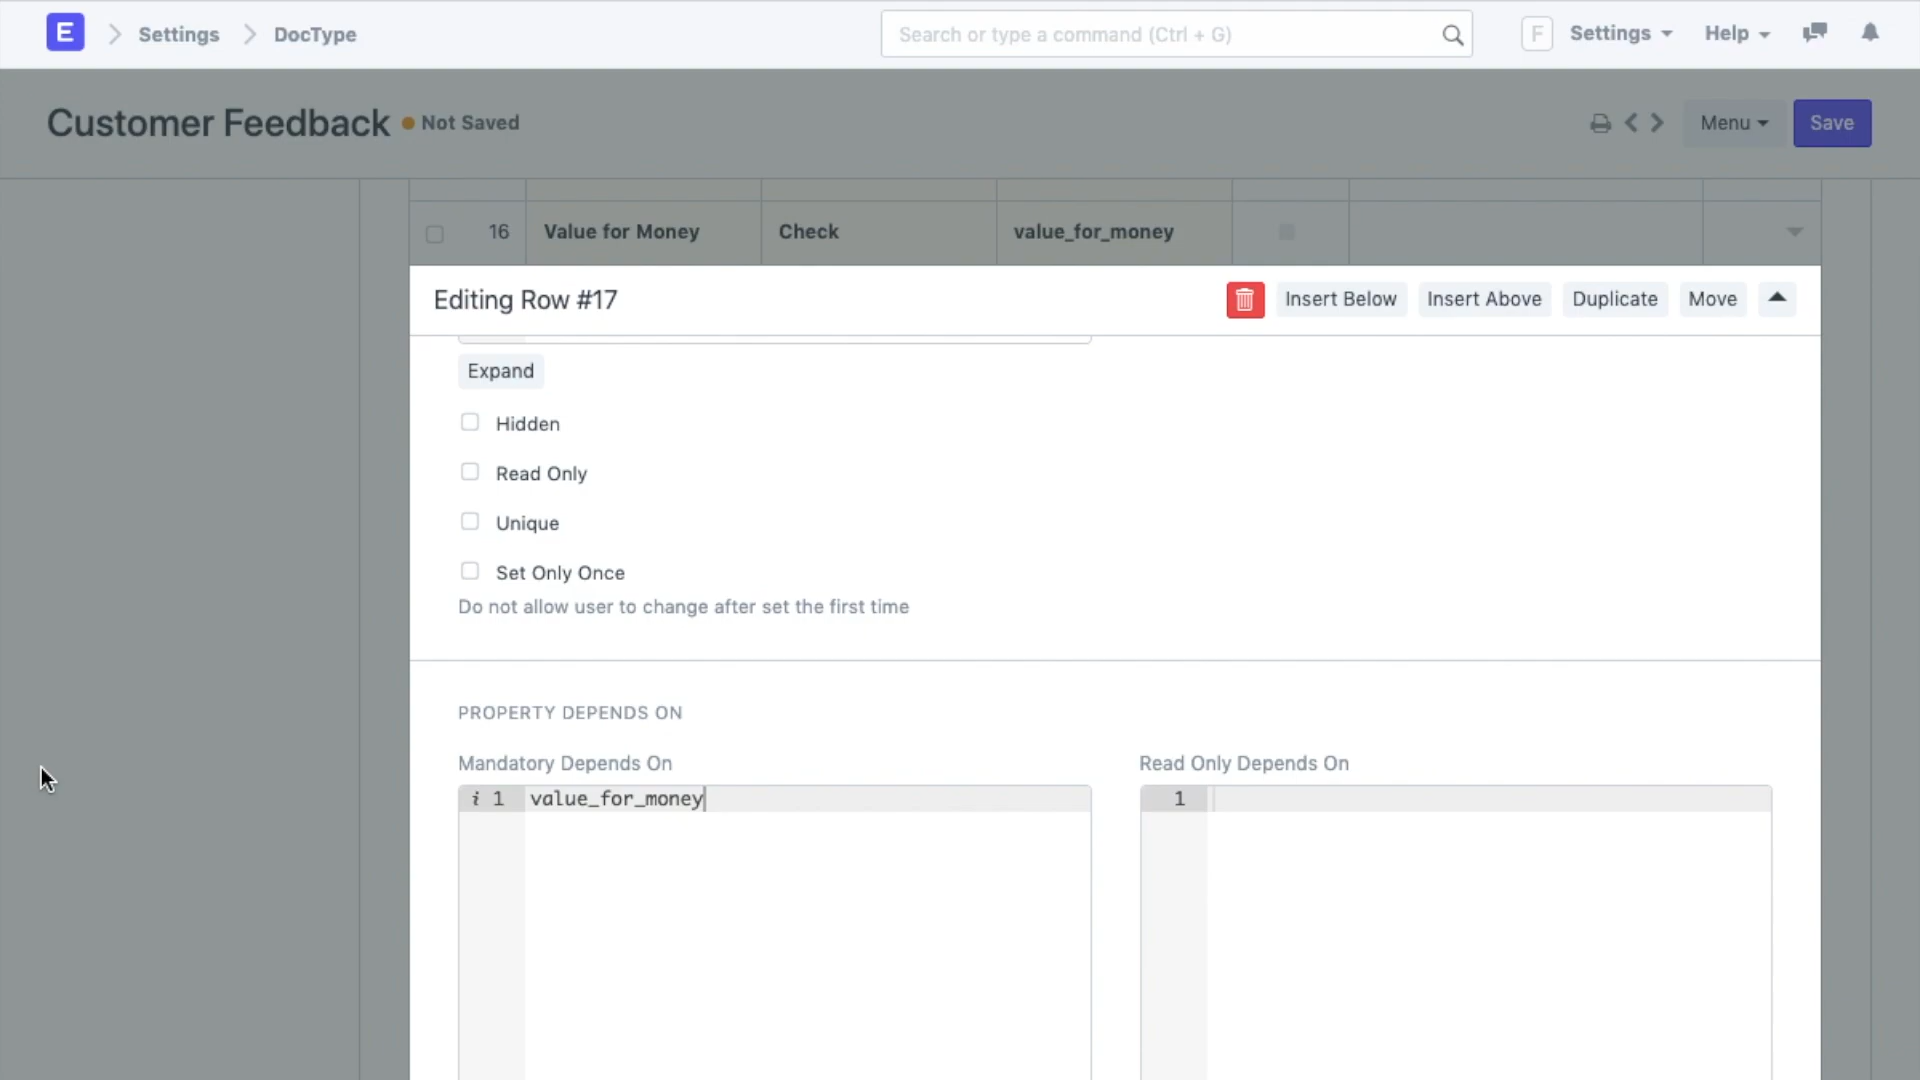 E Settings DocType Search or type a command (Ctrl + G) F Settings Help
Customer Feedback Not Saved Menu Save
16 Value for Money Check value_for_money
Editing Row #17 Insert Below Insert Above Duplicate Move
Expand
Hidden
Read Only
Unique
Set Only Once
Do not allow user to change after set the first time
PROPERTY DEPENDS ON
Mandatory Depends On Read Only Depends On
i 1 value_for_money 1